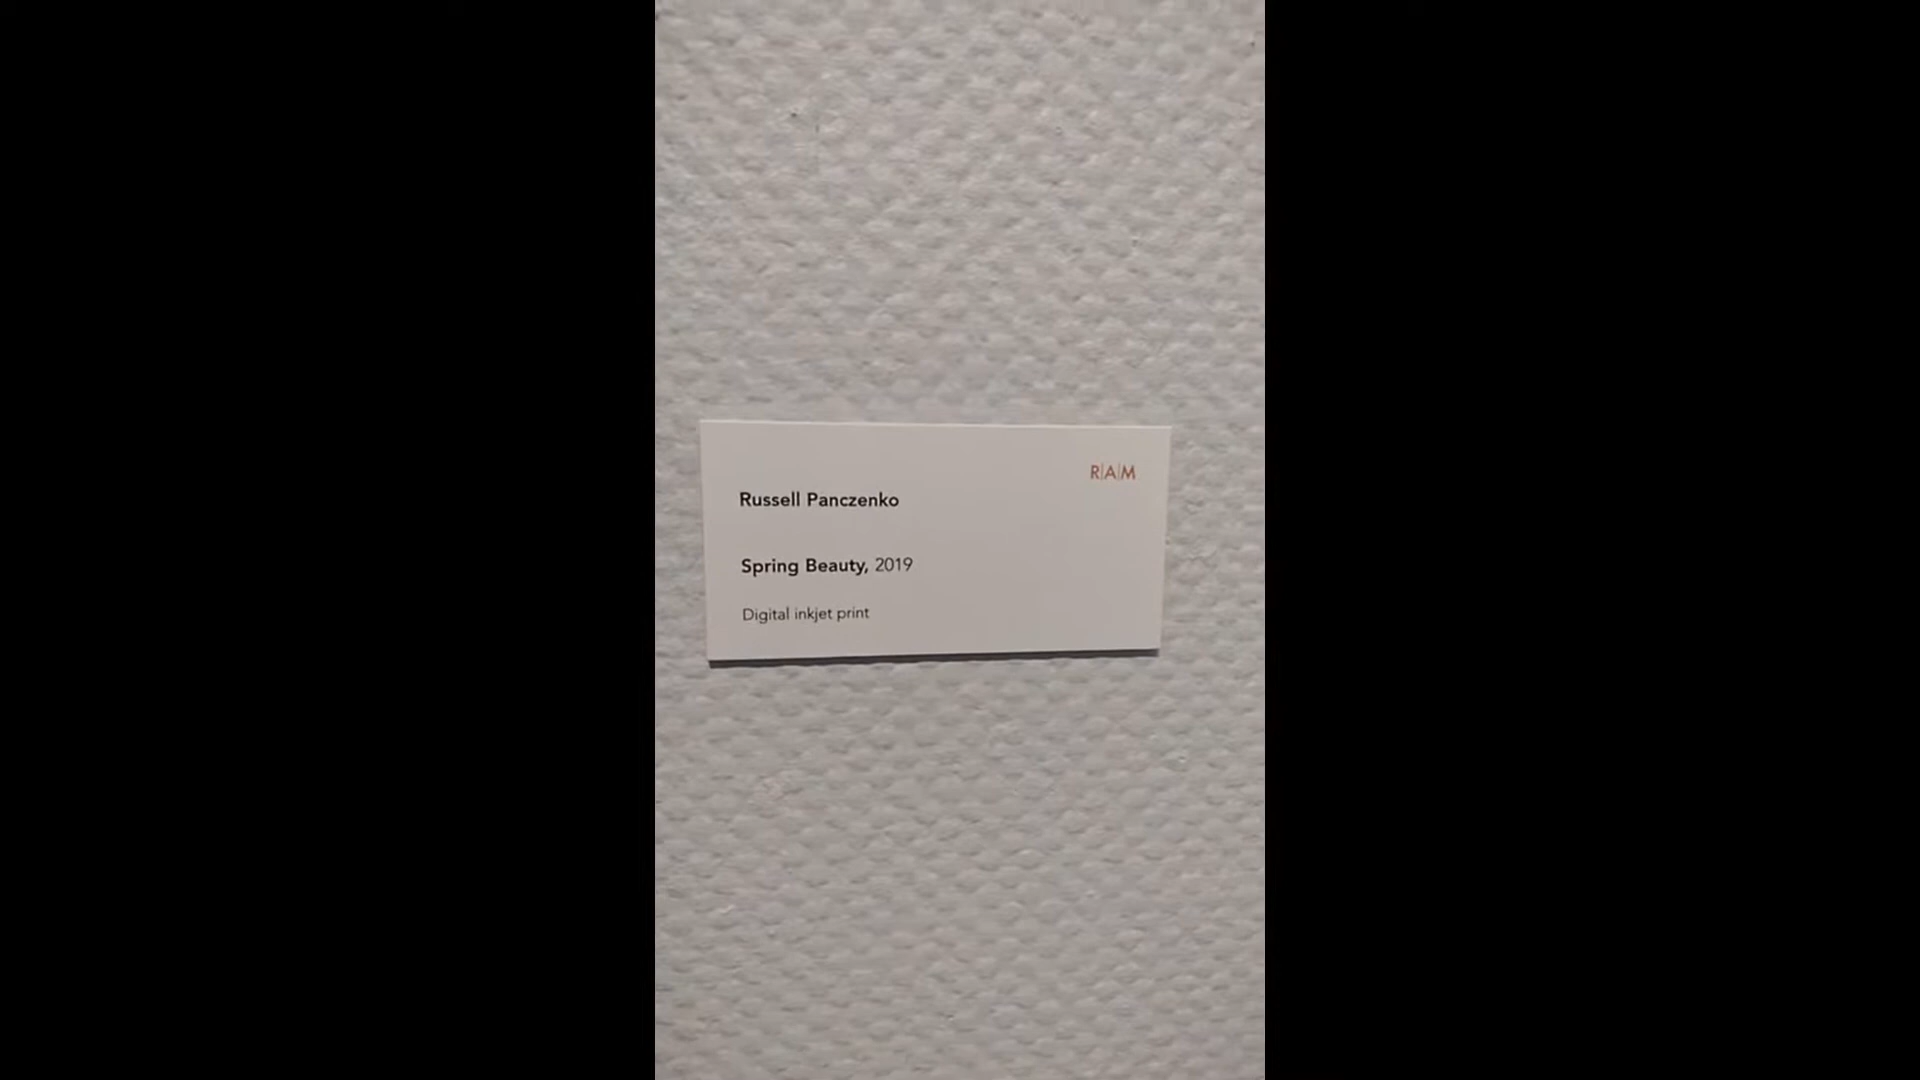 R|A|M
Russell Panczenko
Spring Beauty, 2019
Digital inkjet print